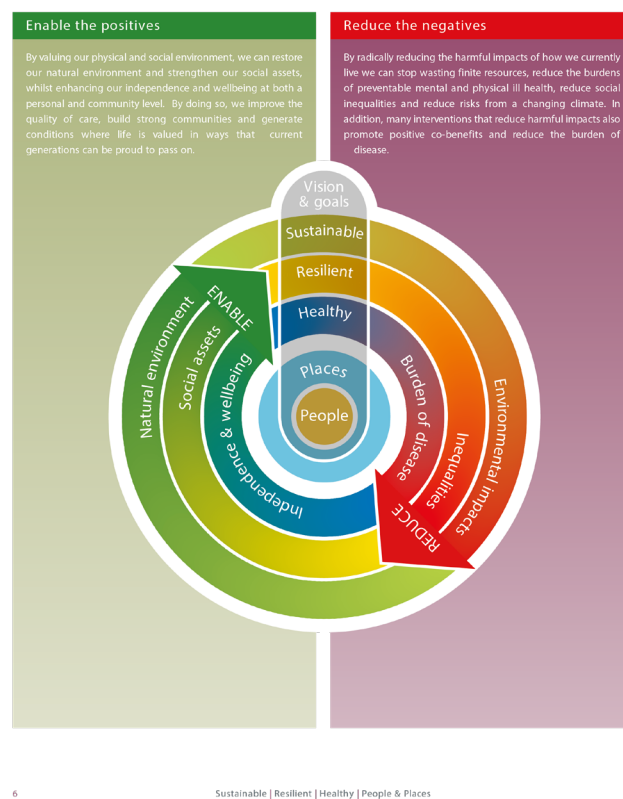 Enable the positives
By valuing our physical and social environment, we can restore
our natural environment and strengthen our social assets,
whilst enhancing our independence and wellbeing at both a
personal and community level. By doing so, we improve the
quality of care, build strong communities and generate
conditions where life is valued in ways that current
generations can be proud to pass on.
Reduce the negatives
By radically reducing the harmful impacts of how we currently
live we can stop wasting finite resources, reduce the burdens
of preventable mental and physical ill health, reduce social
inequalities and reduce risks from a changing climate. In
addition, many interventions that reduce harmful impacts also
promote positive co-benefits and reduce the burden of
disease.
Vision
& goals
Sustainable
Resilient
Healthy
Places
People
ENABLE
Natural environment
Social assets
Independence & wellbeing
Burden of disease
Inequalities
Environmental impacts
REDUCE
6
Sustainable | Resilient | Healthy | People & Places